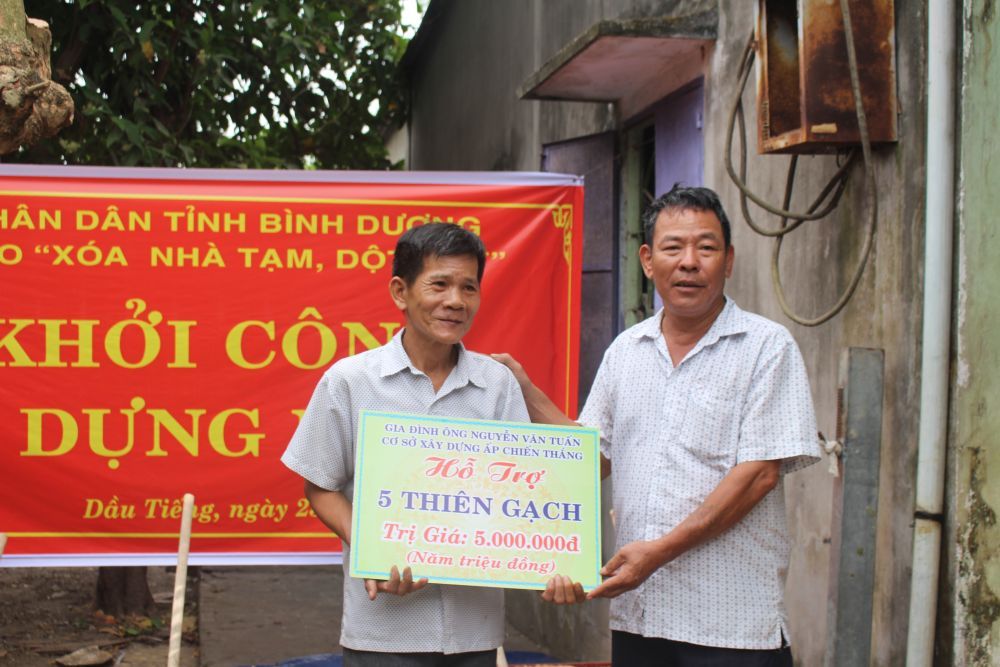 HÂN DÂN TỈNH BÌNH DƯƠNG
O “XÓA NHÀ TẠM, DỘT ”
KHỞI CÔN
DỰNG
Dầu Tiếng, ngày 2
GIA ĐÌNH ÔNG NGUYỄN VĂN TUẤN
CƠ SỞ XÂY DỰNG ẤP CHIẾN THẮNG
Hỗ Trợ
5 THIÊN GẠCH
Trị Giá: 5.000.000đ
(Năm triệu đồng)